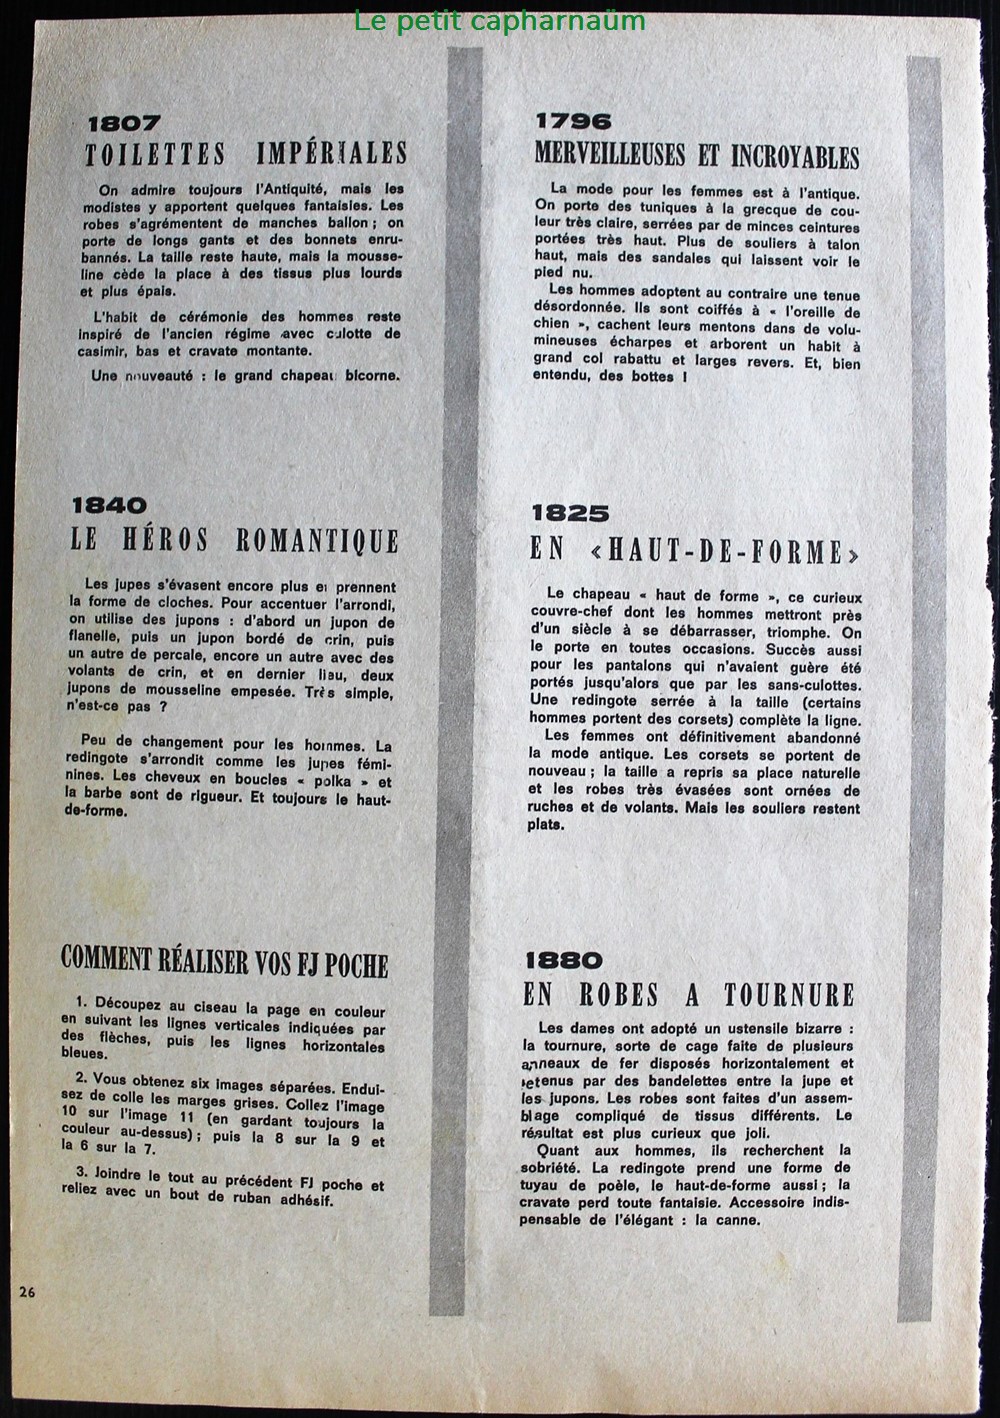 Le petit capharnaüm
1807
TOILETTES IMPÉRIALES
On admire toujours l'Antiquité, mais les
modistes y apportent quelques fantaisies. Les
robes s'agrémentent de manches ballon ; on
porte de longs gants et des bonnets enru-
bannés. La taille reste haute, mais la mousse-
line cède la place à des tissus plus lourds
et plus épais.
L'habit de cérémonie des hommes reste
inspiré de l'ancien régime avec culotte de
casimir, bas et cravate montante.
Une nouveauté : le grand chapeau bicorne.
1840
LE HÉROS ROMANTIQUE
Les jupes s'évasent encore plus et prennent
la forme de cloches. Pour accentuer l'arrondi,
on utilise des jupons : d'abord un jupon de
flanelle, puis un jupon bordé de crin, puis
un autre de percale, encore un autre avec des
volants de crin, et en dernier lieu, deux
jupons de mousseline empesée. Très simple,
n'est-ce pas ?
Peu de changement pour les hommes. La
redingote s'arrondit comme les jupes fémi-
nines. Les cheveux en boucles « polka » et
la barbe sont de rigueur. Et toujours le haut-
de-forme.
COMMENT RÉALISER VOS FJ POCHE
1. Découpez au ciseau la page en couleur
en suivant les lignes verticales indiquées par
des flèches, puis les lignes horizontales
bleues.
2. Vous obtenez six images séparées. Endui-
sez de colle les marges grises. Collez l'image
10 sur l'image 11 (en gardant toujours la
couleur au-dessus) ; puis la 8 sur la 9 et
la 6 sur la 7.
3. Joindre le tout au précédent FJ poche et
reliez avec un bout de ruban adhésif.
26
1796
MERVEILLEUSES ET INCROYABLES
La mode pour les femmes est à l'antique.
On porte des tuniques à la grecque de cou-
leur très claire, serrées par de minces ceintures
portées très haut. Plus de souliers à talon
haut, mais des sandales qui laissent voir le
pied nu.
Les hommes adoptent au contraire une tenue
désordonnée. Ils sont coiffés à « l'oreille de
chien », cachent leurs mentons dans de volu-
mineuses écharpes et arborent un habit à
grand col rabattu et larges revers. Et, bien
entendu, des bottes !
1825
EN «HAUT-DE-FORME»
Le chapeau « haut de forme », ce curieux
couvre-chef dont les hommes mettront près
d'un siècle à se débarrasser, triomphe. On
le porte en toutes occasions. Succès aussi
pour les pantalons qui n'avaient guère été
portés jusqu'alors que par les sans-culottes.
Une redingote serrée à la taille (certains
hommes portent des corsets) complète la ligne.
Les femmes ont définitivement abandonné
la mode antique. Les corsets se portent de
nouveau ; la taille a repris sa place naturelle
et les robes très évasées sont ornées de
ruches et de volants. Mais les souliers restent
plats.
1880
EN ROBES A TOURNURE
Les dames ont adopté un ustensile bizarre :
la tournure, sorte de cage faite de plusieurs
anneaux de fer disposés horizontalement et
retenus par des bandelettes entre la jupe et
les jupons. Les robes sont faites d'un assem-
blage compliqué de tissus différents. Le
résultat est plus curieux que joli.
Quant aux hommes, ils recherchent la
sobriété. La redingote prend une forme de
tuyau de poèle, le haut-de-forme aussi ; la
cravate perd toute fantaisie. Accessoire indis-
pensable de l'élégant : la canne.